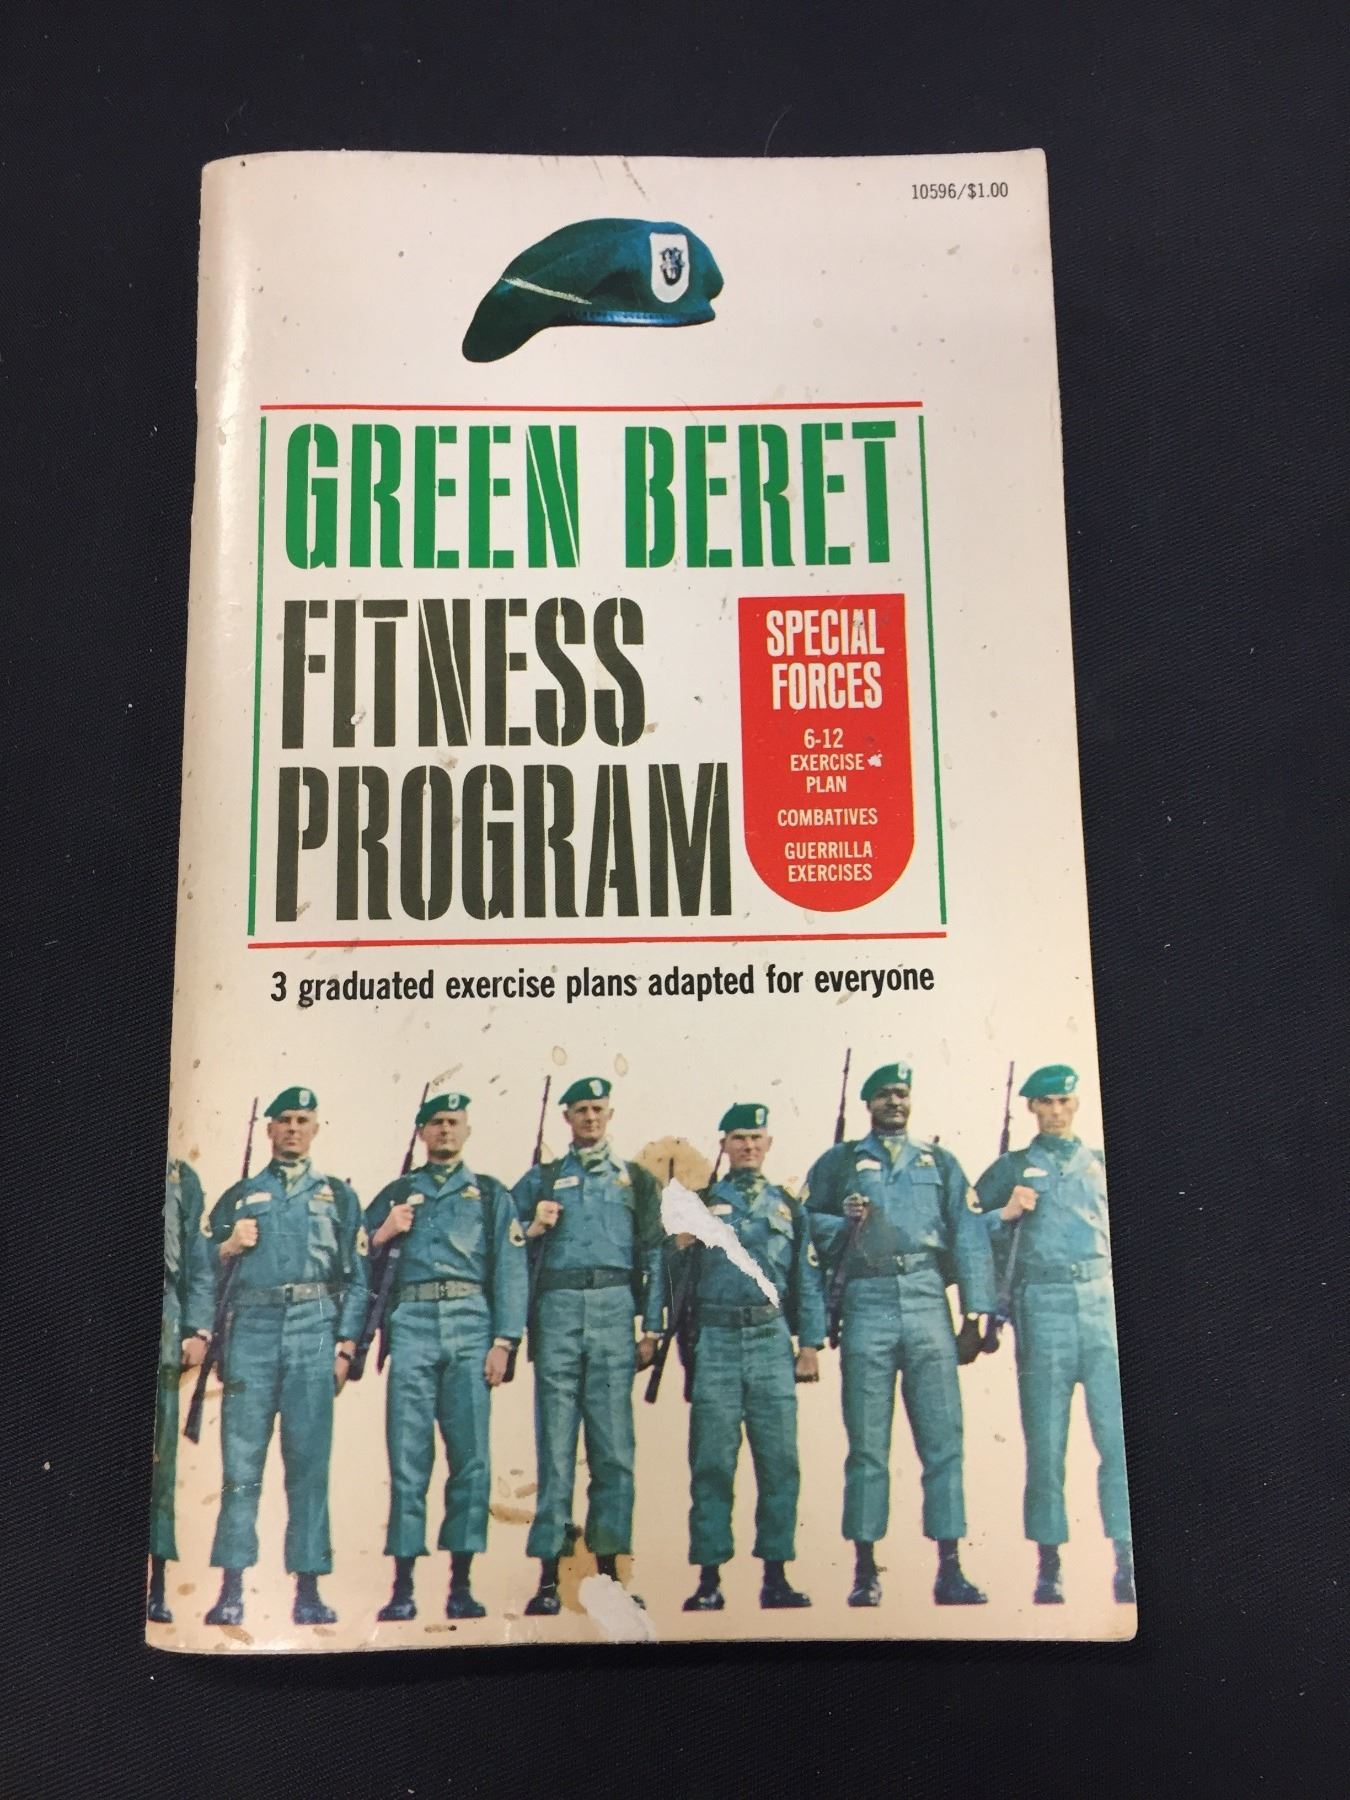 10596/$1.00
GREEN BERET
FITNESS
PROGRAM
SPECIAL
FORCES
6-12
EXERCISE
PLAN
COMBATIVES
GUERRILLA
EXERCISES
3 graduated exercise plans adapted for everyone